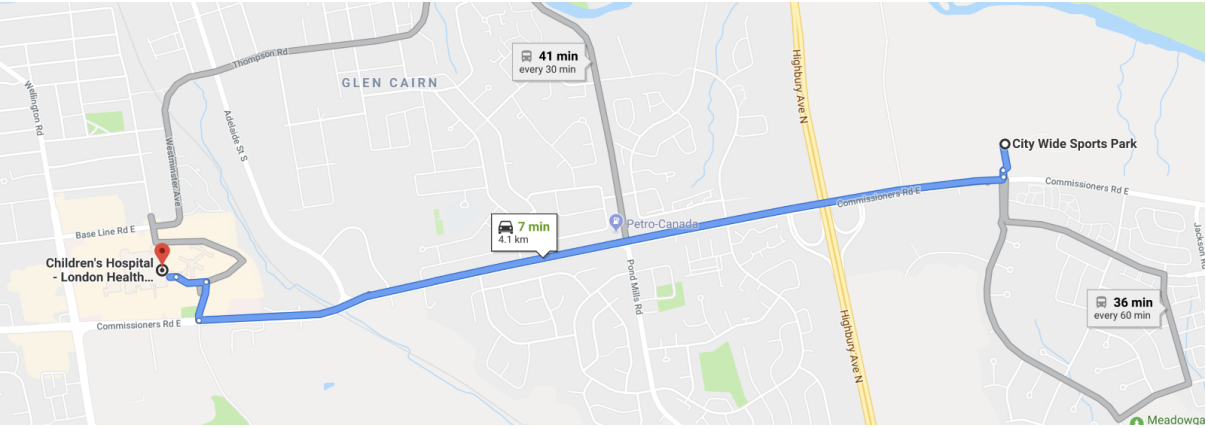 Thompson Rd
GLEN CAIRN
41 min
every 30 min
Wellington Rd
Adelaide St S
Highbury Ave N
City Wide Sports Park
Westminster Ave
Commissioners Rd E
Commissioners Rd E
Petro-Canada
7 min
4.1 km
Base Line Rd E
Children's Hospital
- London Health...
Jackson Rd
Pond Mills Rd
36 min
every 60 min
Commissioners Rd E
Highbury Ave N
Meadowga